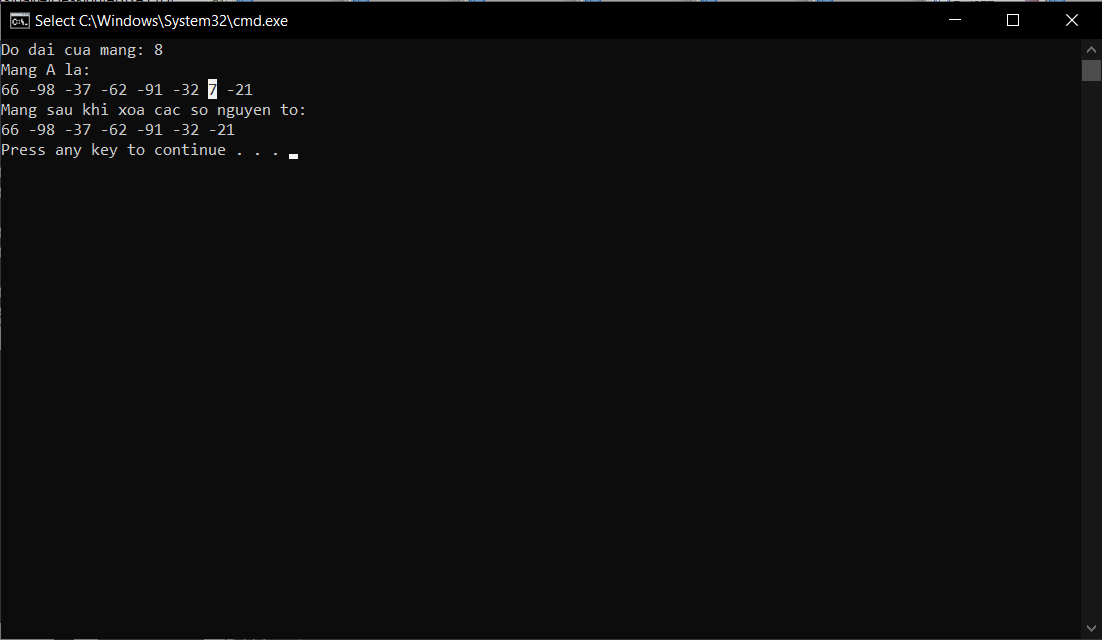 Select C:\Windows\System32\cmd.exe
Do dai cua mang: 8
Mang A la:
66 -98 -37 -62 -91 -32 7 -21
Mang sau khi xoa cac so nguyen to:
66 -98 -37 -62 -91 -32 -21
Press any key to continue . . .